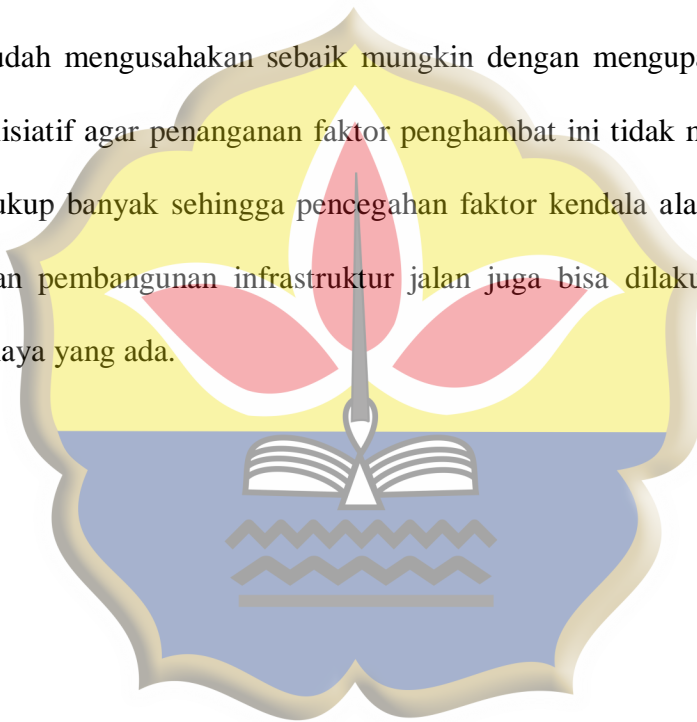 udah mengusahakan sebaik mungkin dengan mengupa
isiatif agar penanganan faktor penghambat ini tidak
ukup banyak sehingga pencegahan faktor kendala ala
an pembangunan infrastruktur jalan juga bisa dilaku
aya yang ada.